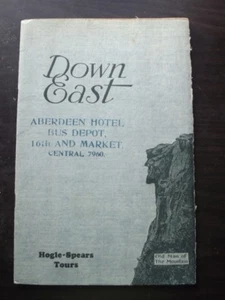 Down
East
ABERDEEN HOTEL
BUS DEPOT.
16th AND MARKET.
CENTRAL 7960
Hogle-Spears
Tours
Old Man of
The Mountain